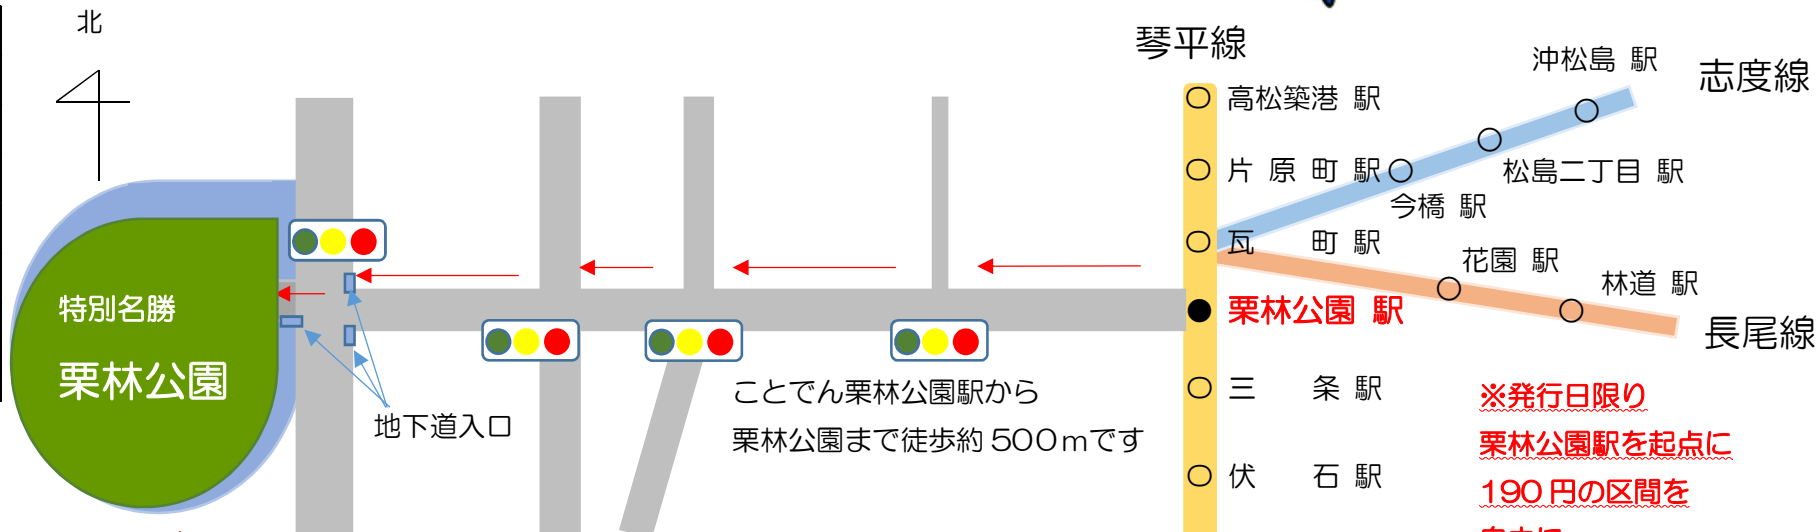 北
琴平線
沖松島 駅
志度線
高松築港 駅
片原町駅
松島二丁目 駅
今橋 駅
瓦町駅
花園 駅
林道 駅
特別名勝
栗林公園 駅
長尾線
栗林公園
ことでん栗林公園駅から
三条駅
※発行日限り
地下道入口
栗林公園まで徒歩約500mです
栗林公園駅を起点に
伏石駅
190円の区間を